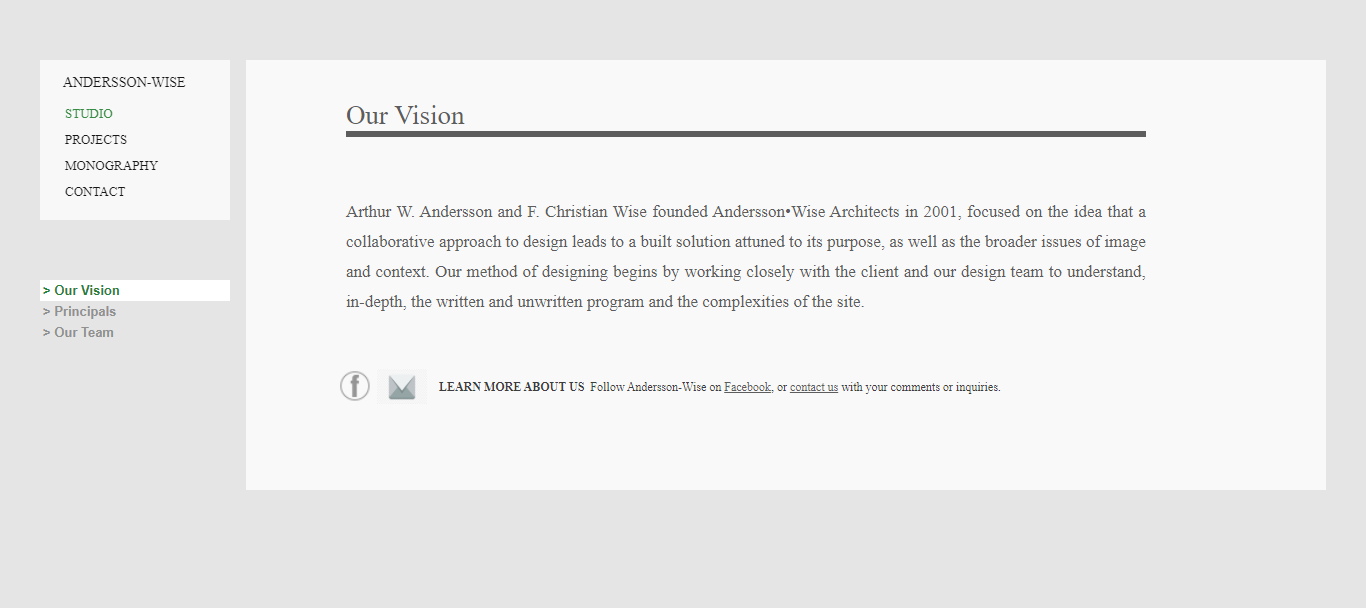 ANDERSSON-WISE
STUDIO
PROJECTS
MONOGRAPHY
CONTACT
> Our Vision
> Principals
> Our Team
Our Vision
Arthur W. Andersson and F. Christian Wise founded Andersson•Wise Architects in 2001, focused on the idea that a
collaborative approach to design leads to a built solution attuned to its purpose, as well as the broader issues of image
and context. Our method of designing begins by working closely with the client and our design team to understand,
in-depth, the written and unwritten program and the complexities of the site.
f LEARN MORE ABOUT US Follow Andersson-Wise on Facebook, or contact us with your comments or inquiries.